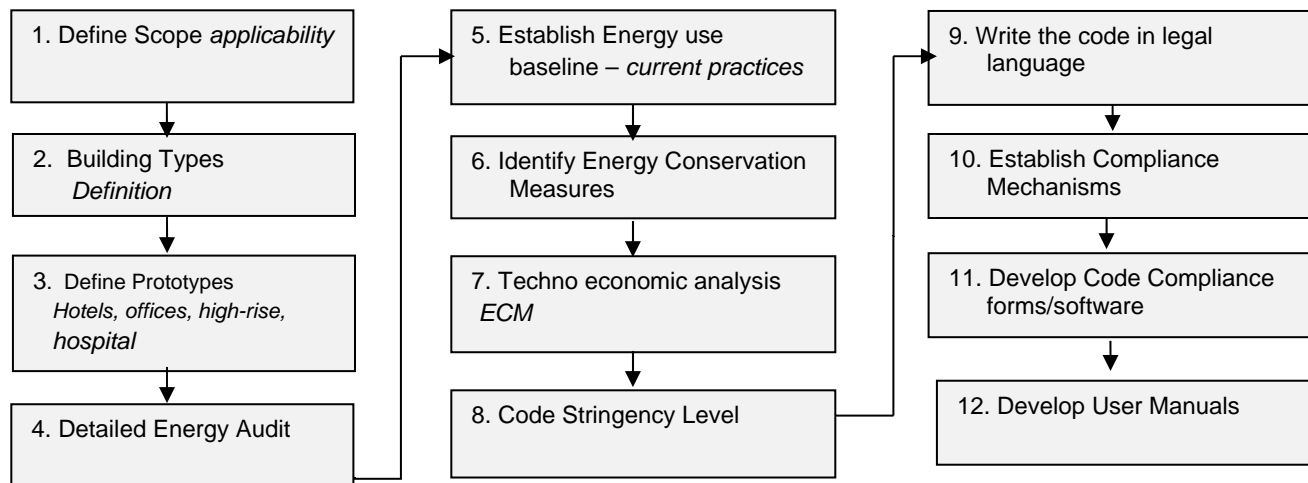 1. Define Scope applicability
2. Building Types
Definition
3. Define Prototypes
Hotels, offices, high-rise,
hospital
4. Detailed Energy Audit
5. Establish Energy use
baseline – current practices
6. Identify Energy Conservation
Measures
7. Techno economic analysis
ECM
8. Code Stringency Level
9. Write the code in legal
language
10. Establish Compliance
Mechanisms
11. Develop Code Compliance
forms/software
12. Develop User Manuals